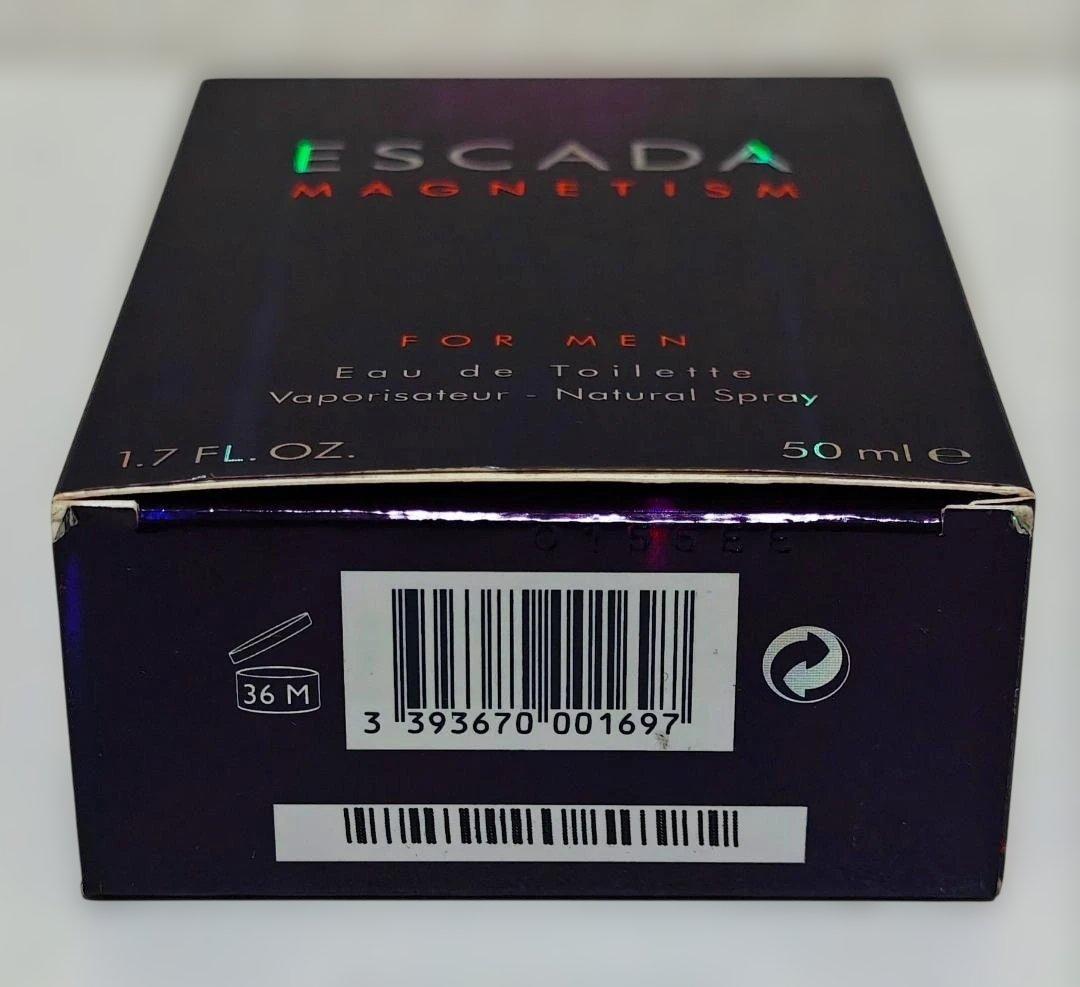 ESCADA
MAGNETISM
FOR MEN
Eau de Toilette
Vaporisateur - Natural Spray
1.7 FL. OZ. 50 ml e
36 M
3 393670 001697